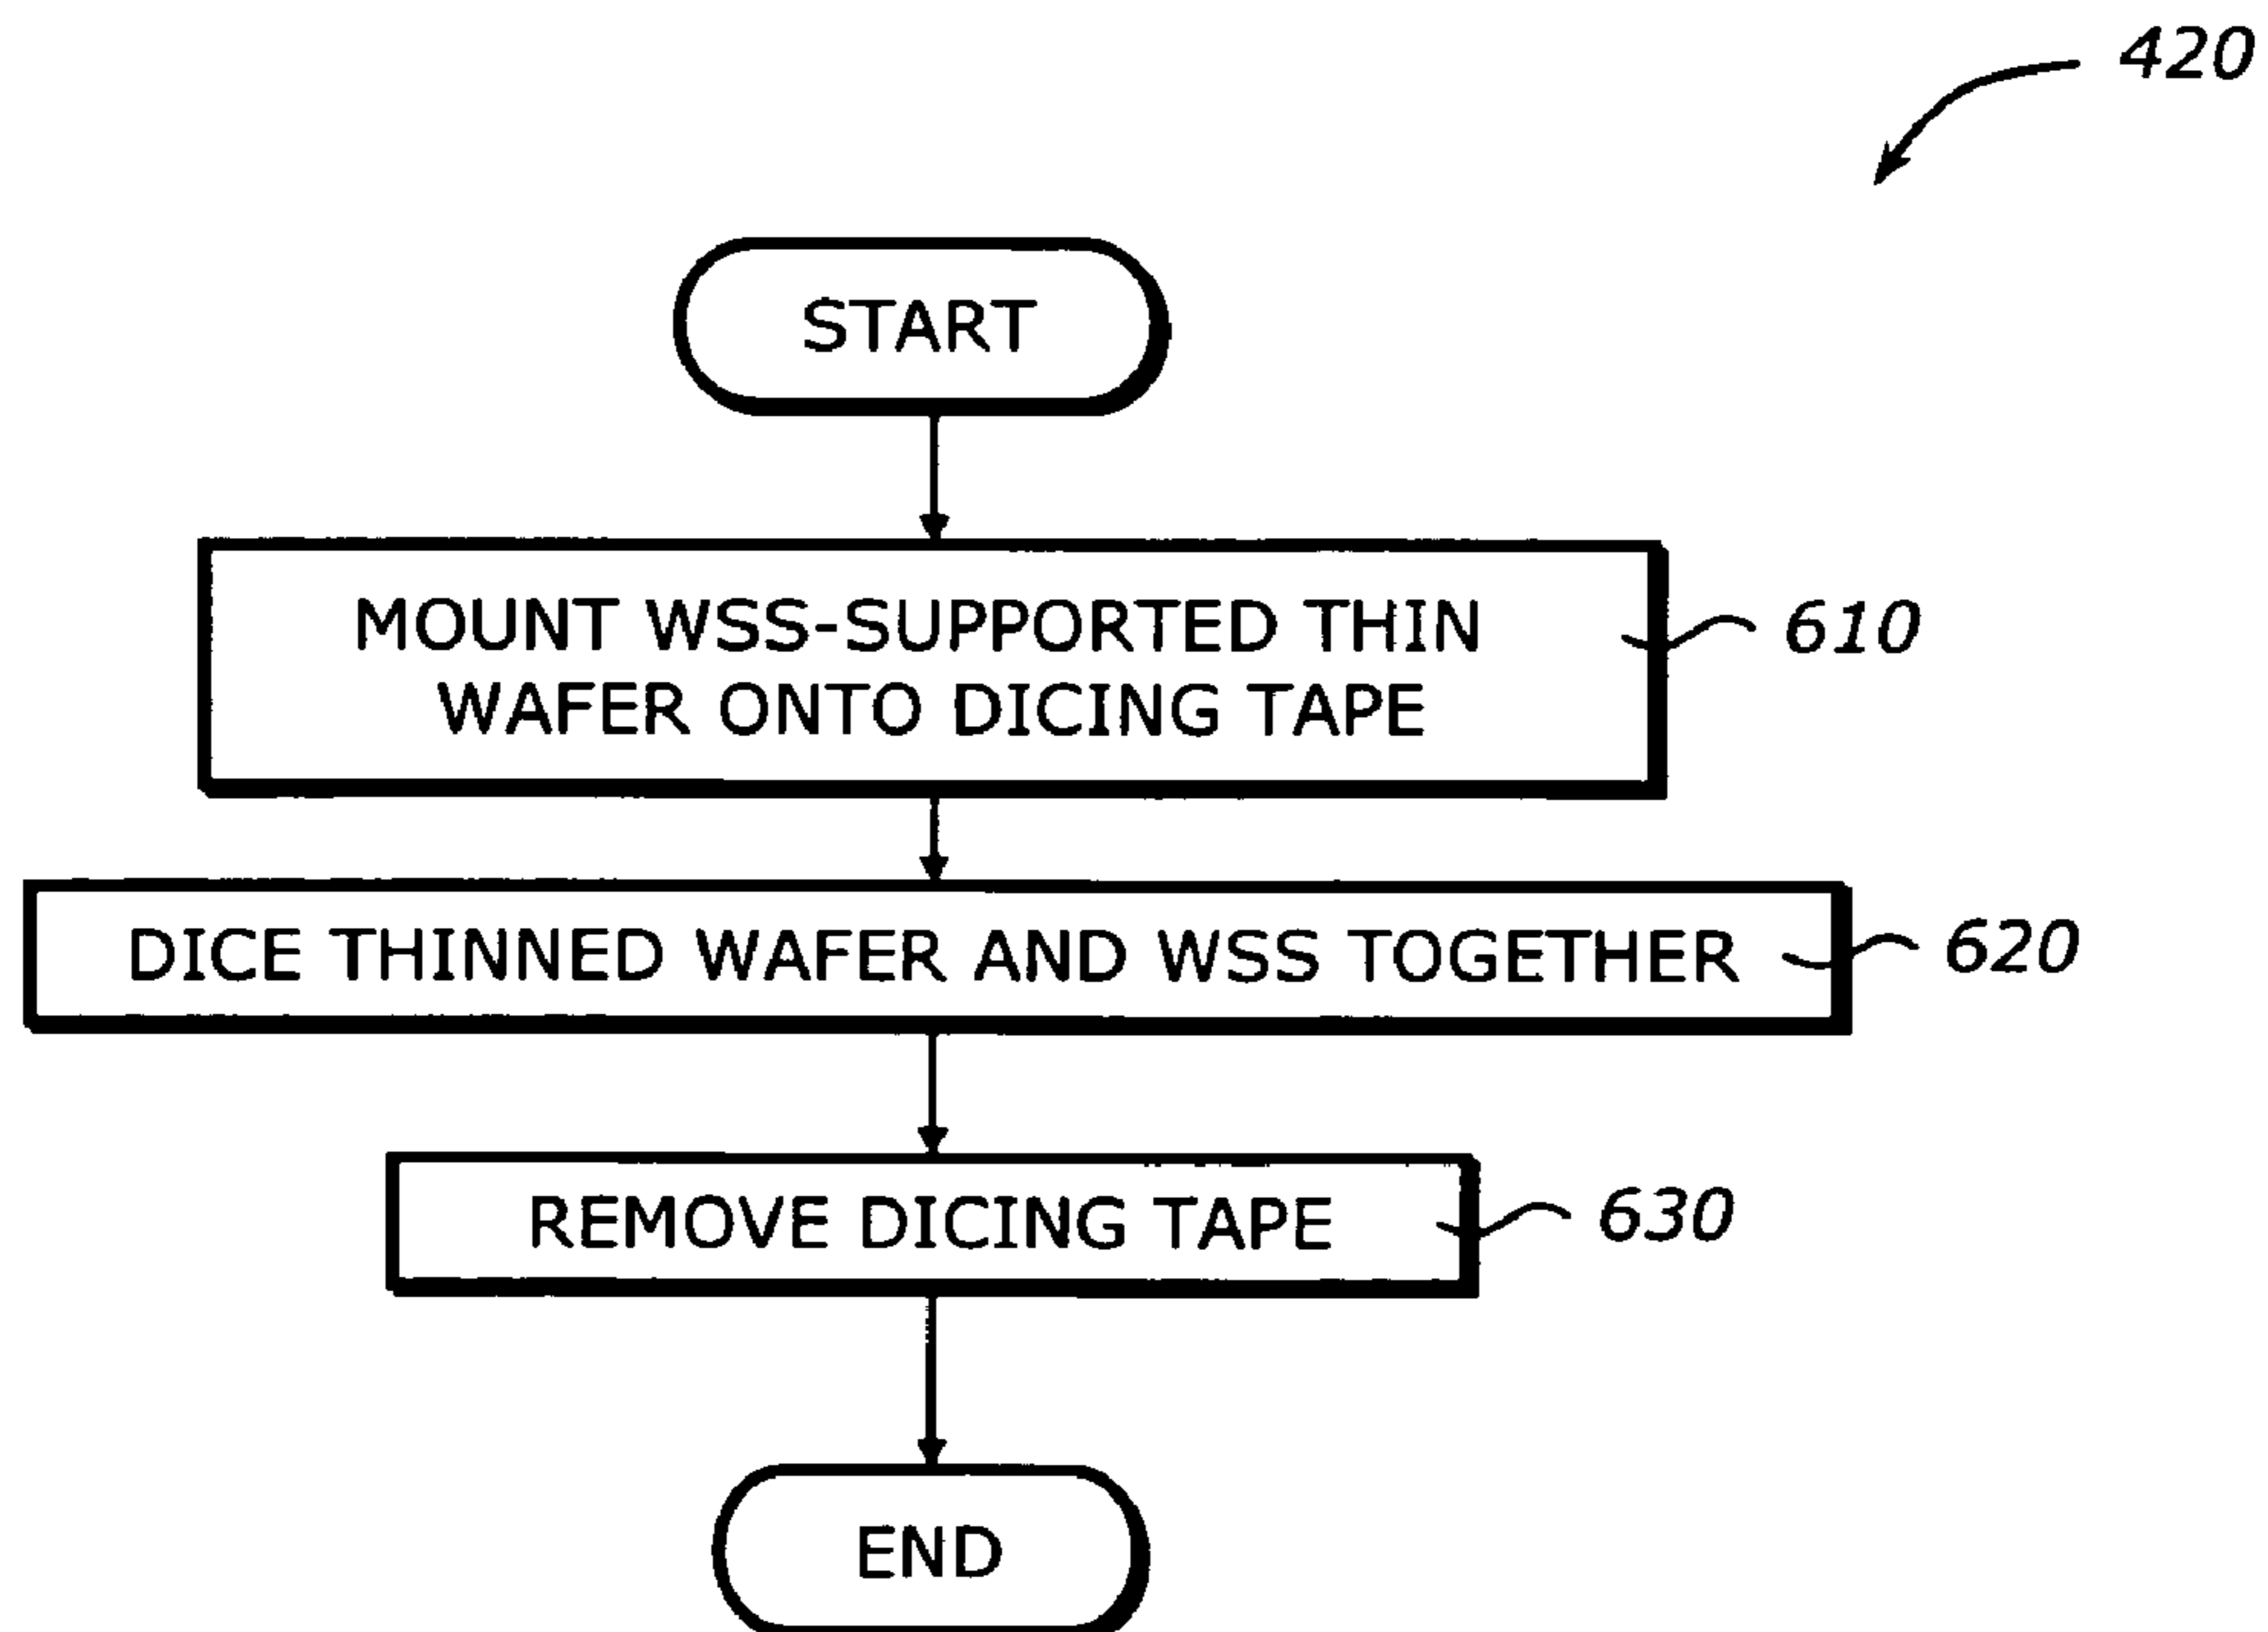 420
START
MOUNT WSS-SUPPORTED THIN
WAFER ONTO DICING TAPE
610
DICE THINNED WAFER AND WSS TOGETHER
620
REMOVE DICING TAPE
630
END